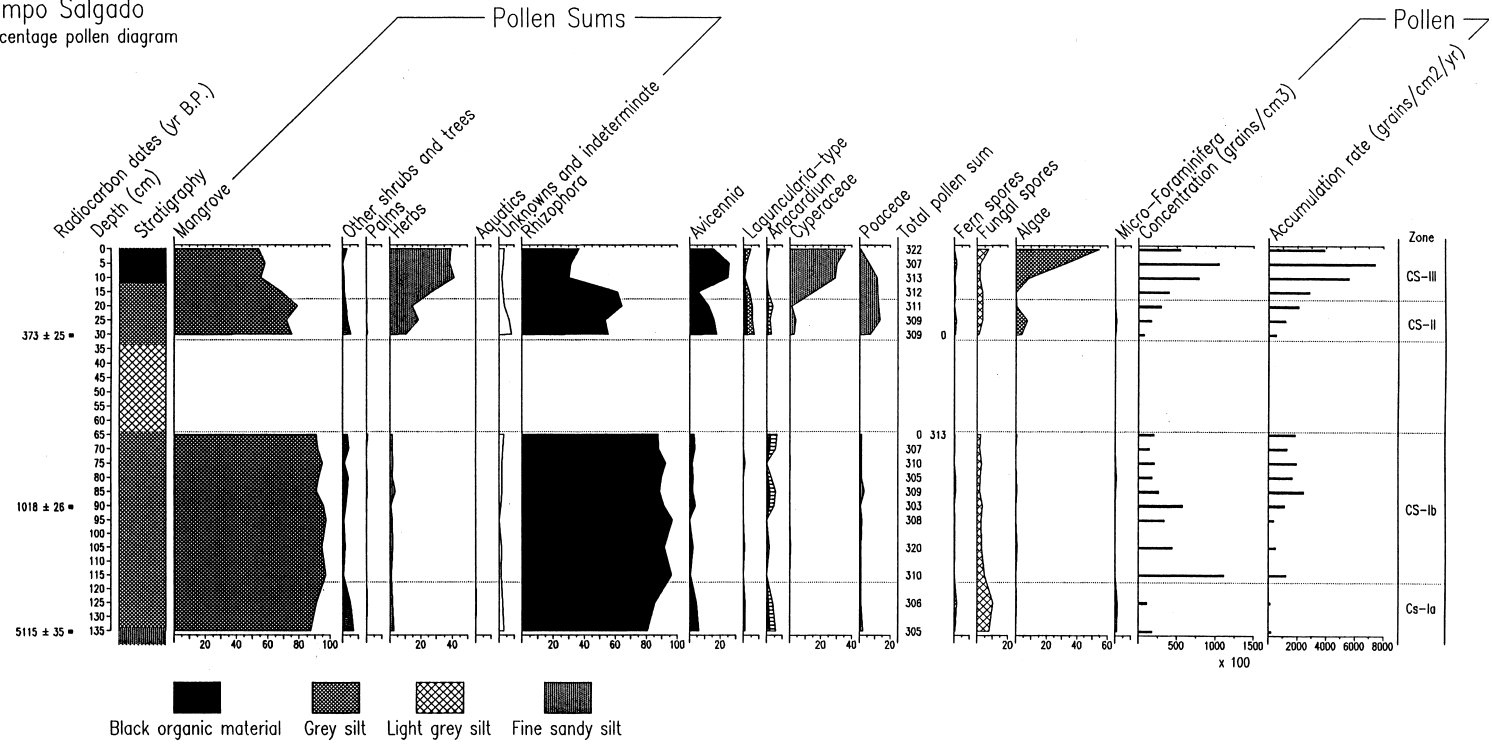 mpo Salgado
centage pollen diagram
Pollen Sums
Pollen
Radiocarbon dates (yr B.P.)
Depth (cm)
Stratigraphy
Mangrove
Other shrubs and trees
Palms
Herbs
Aquatics
Unknowns and indeterminate
Rhizophora
Avicennia
Laguncularia-type
Anacardium
Cyperaceae
Poaceae
Total pollen sum
Fern spores
Fungal spores
Algae
Micro-Foraminifera
Concentration (grains/cm3)
Accumulation rate (grains/cm2/yr)
Zone
0 322
5 307
10 313 CS-III
15 312
20 311
25 309 CS-II
373 ± 25 30 309 0
35
40
45
50
55
60
65 0 313
70 307
75 310
80 305
85 309
1018 ± 26 90 303 CS-Ib
95 308
100
105 320
110
115 310
120
125 306 Cs-Ia
130
5115 ± 35 135 305
20 40 60 80 100 20 40 20 40 60 80 100 20 20 20 40 20 40 60 500 1000 1500 2000 4000 6000 8000
x 100
Black organic material Grey silt Light grey silt Fine sandy silt